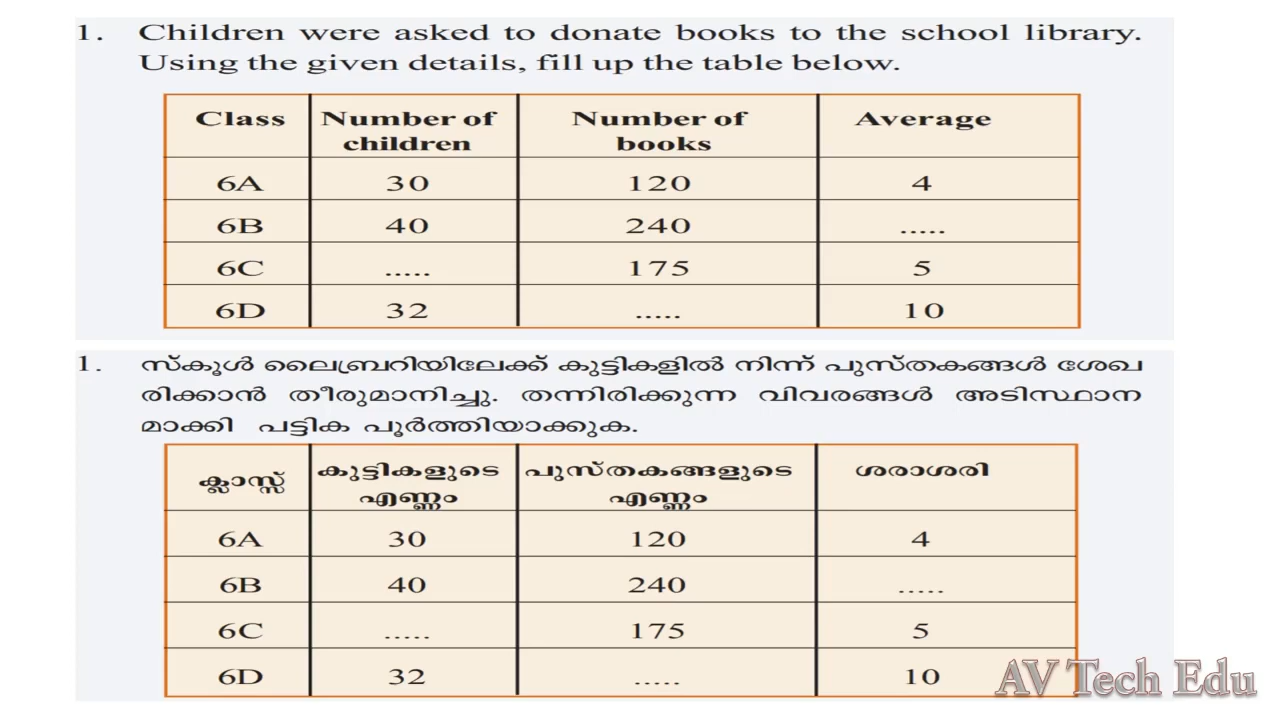 1. Children were asked to donate books to the school library.
Using the given details, fill up the table below.
Class Number of children Number of books Average
6A 30 120 4
6B 40 240 .....
6C ..... 175 5
6D 32 ..... 10
1. സ്കൂൾ ലൈബ്രറിയിലേക്ക് കുട്ടികളിൽ നിന്ന് പുസ്തകങ്ങൾ ശേഖ
രിക്കാൻ തീരുമാനിച്ചു. തന്നിരിക്കുന്ന വിവരങ്ങൾ അടിസ്ഥാന
മാക്കി പട്ടിക പൂർത്തിയാക്കുക.
ക്ലാസ്സ് കുട്ടികളുടെ എണ്ണം പുസ്തകങ്ങളുടെ എണ്ണം ശരാശരി
6A 30 120 4
6B 40 240 .....
6C ..... 175 5
6D 32 ..... 10
AV Tech Edu